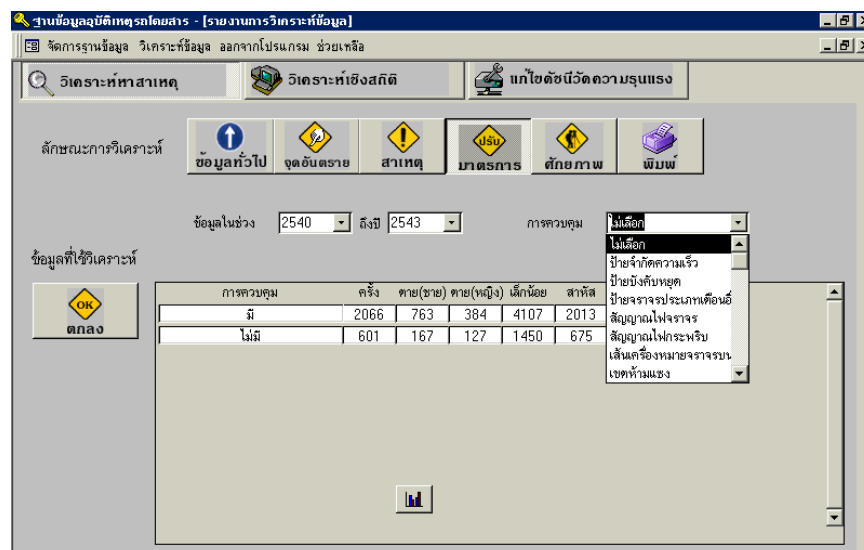 ฐานข้อมูลอุบัติเหตุรถโดยสาร - [รายงานการวิเคราะห์ข้อมูล]
จัดการฐานข้อมูล วิเคราะห์ข้อมูล ออกจากโปรแกรม ช่วยเหลือ
วิเคราะห์หาสาเหตุ วิเคราะห์เชิงสถิติ แก้ไขดัชนีวัดความรุนแรง
ลักษณะการวิเคราะห์ ข้อมูลทั่วไป จุดอันตราย สาเหตุ ปรับ มาตรการ ศักยภาพ พิมพ์
ข้อมูลในช่วง 2540 ถึงปี 2543 การควบคุม ไม่เลือก
ไม่เลือก
ข้อมูลที่ใช้วิเคราะห์ ป้ายจำกัดความเร็ว
ป้ายบังคับหยุด
OK ตกลง
การควบคุม ครั้ง ตาย(ชาย) ตาย(หญิง) เล็กน้อย สาหัส ป้ายจราจรประเภทเตือนอื่
มี 2066 763 384 4107 2013 สัญญาณไฟจราจร
ไม่มี 601 167 127 1450 675 สัญญาณไฟกระพริบ
เส้นเครื่องหมายจราจรบน
เขตห้ามแซง